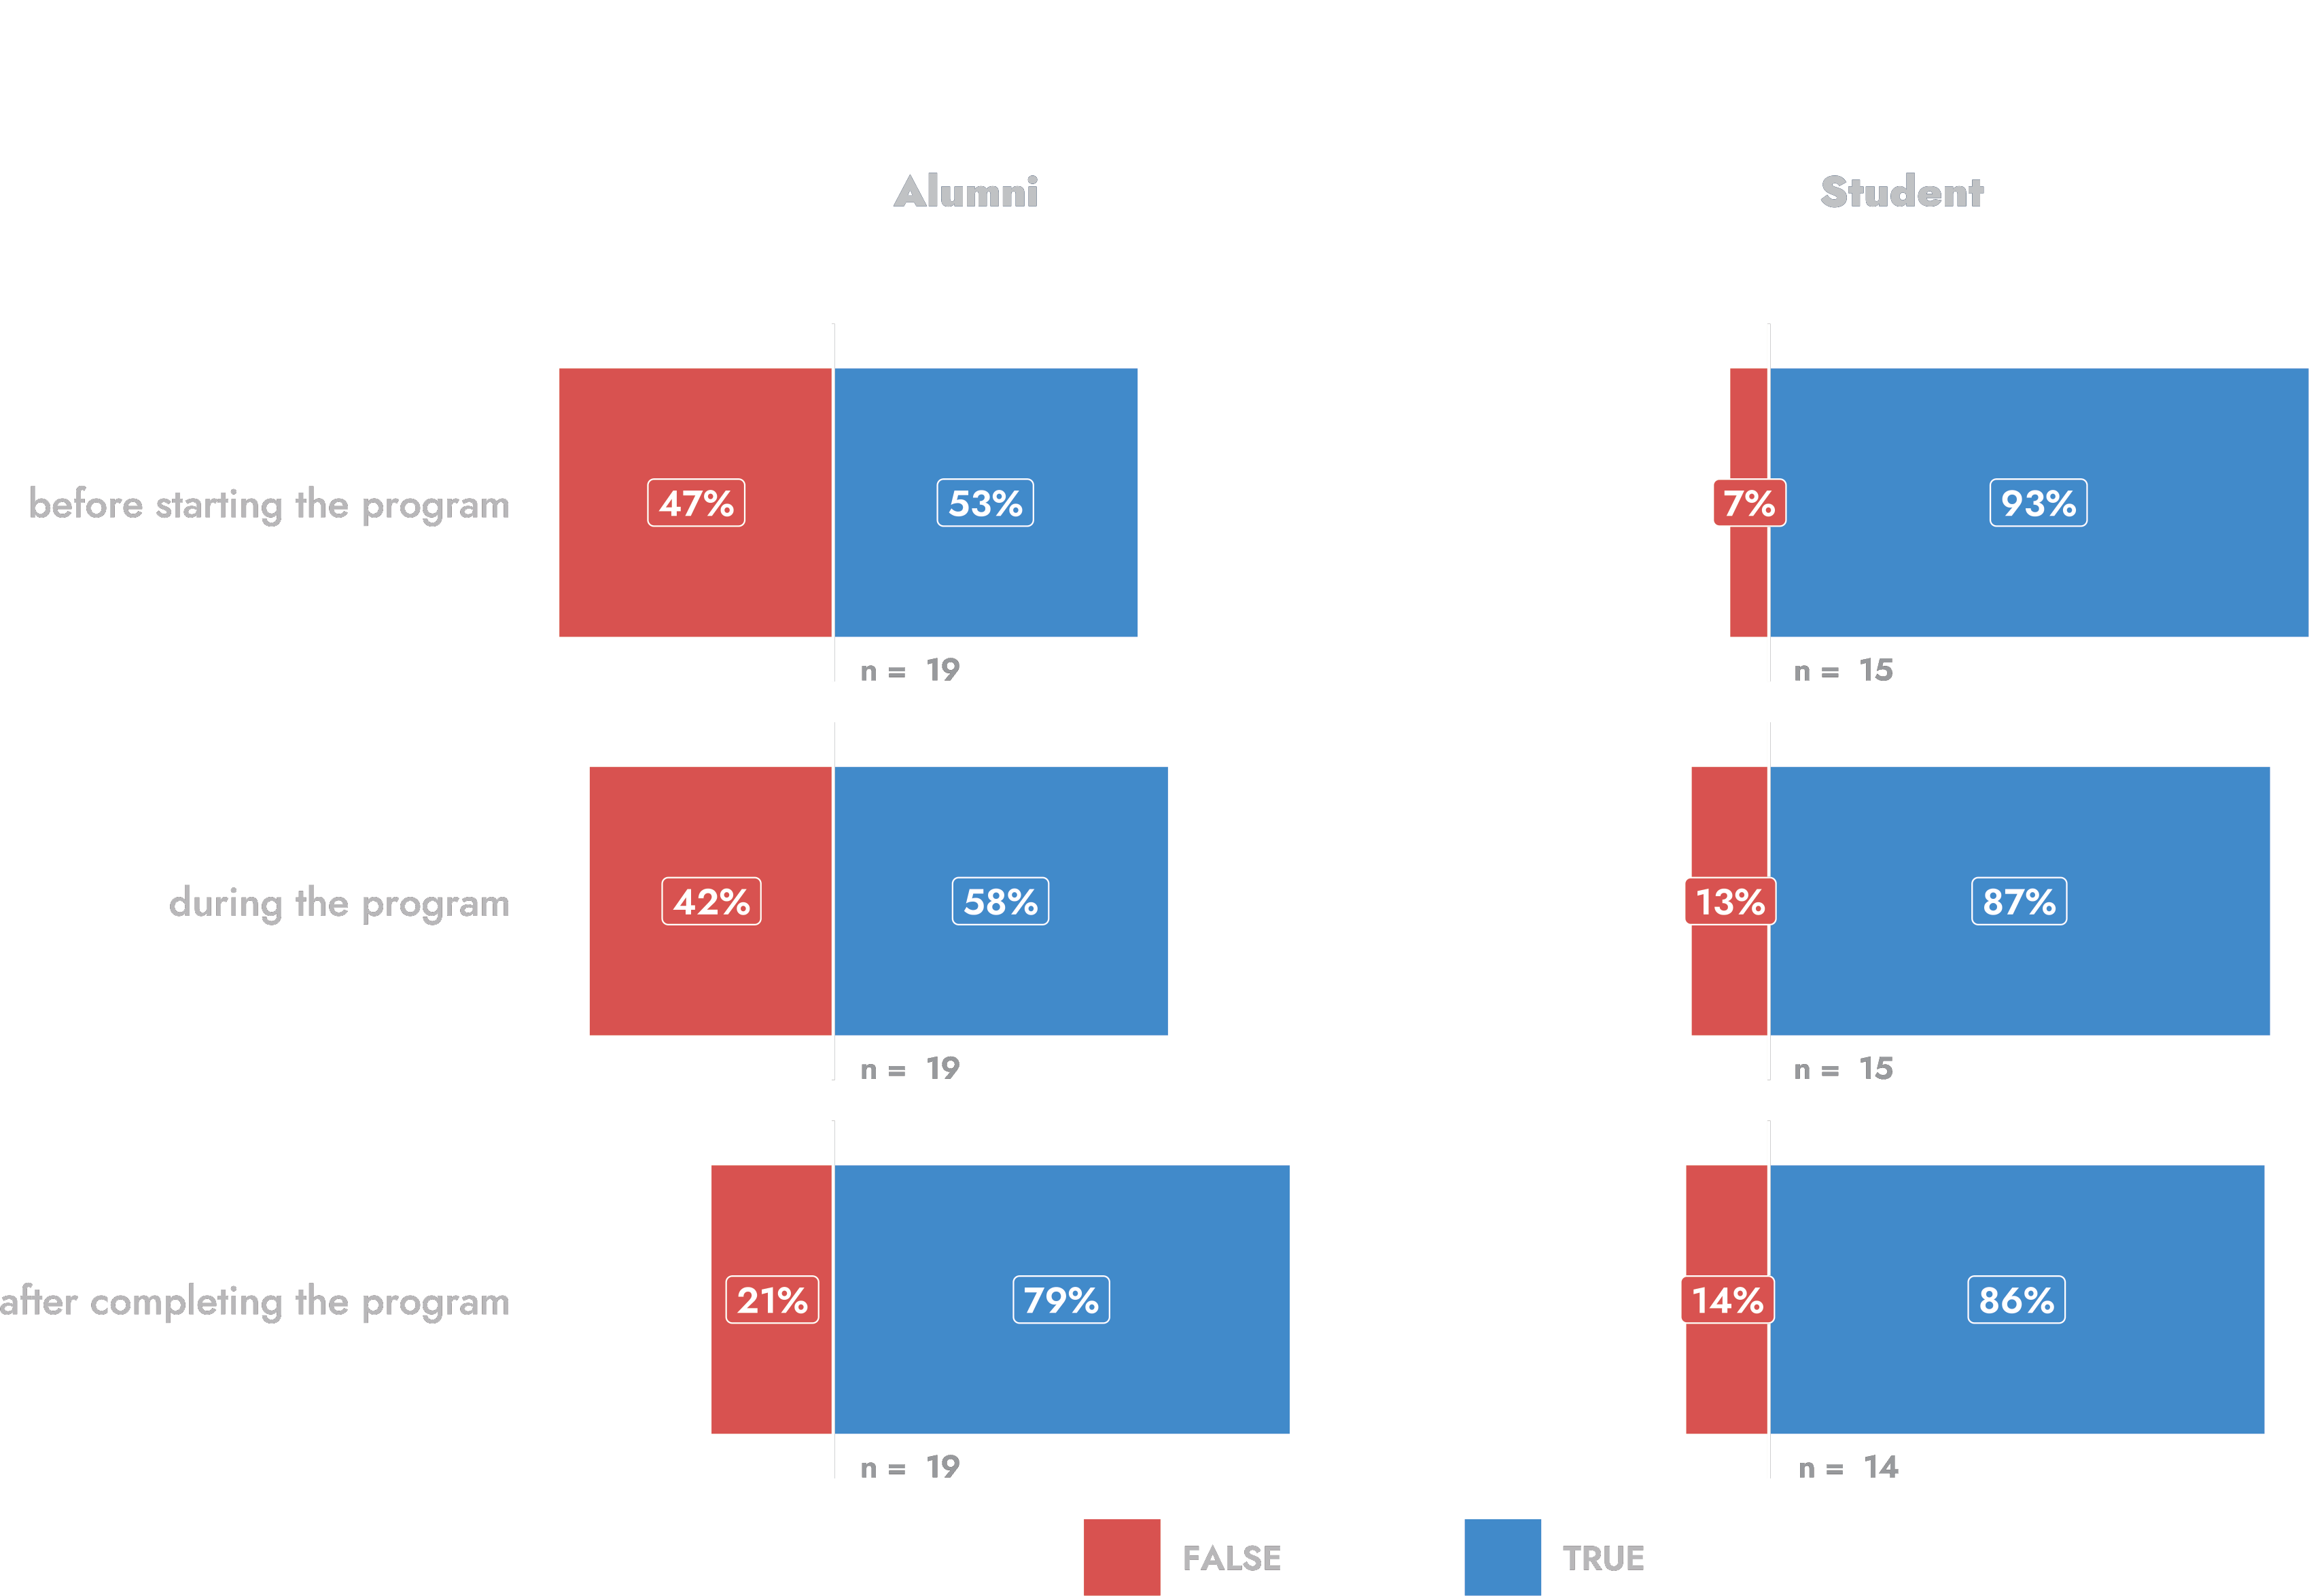 Alumni Student
before starting the program 47% 53% 7% 93%
n = 19 n = 15
during the program 42% 58% 13% 87%
n = 19 n = 15
after completing the program 21% 79% 14% 86%
n = 19 n = 14
FALSE TRUE